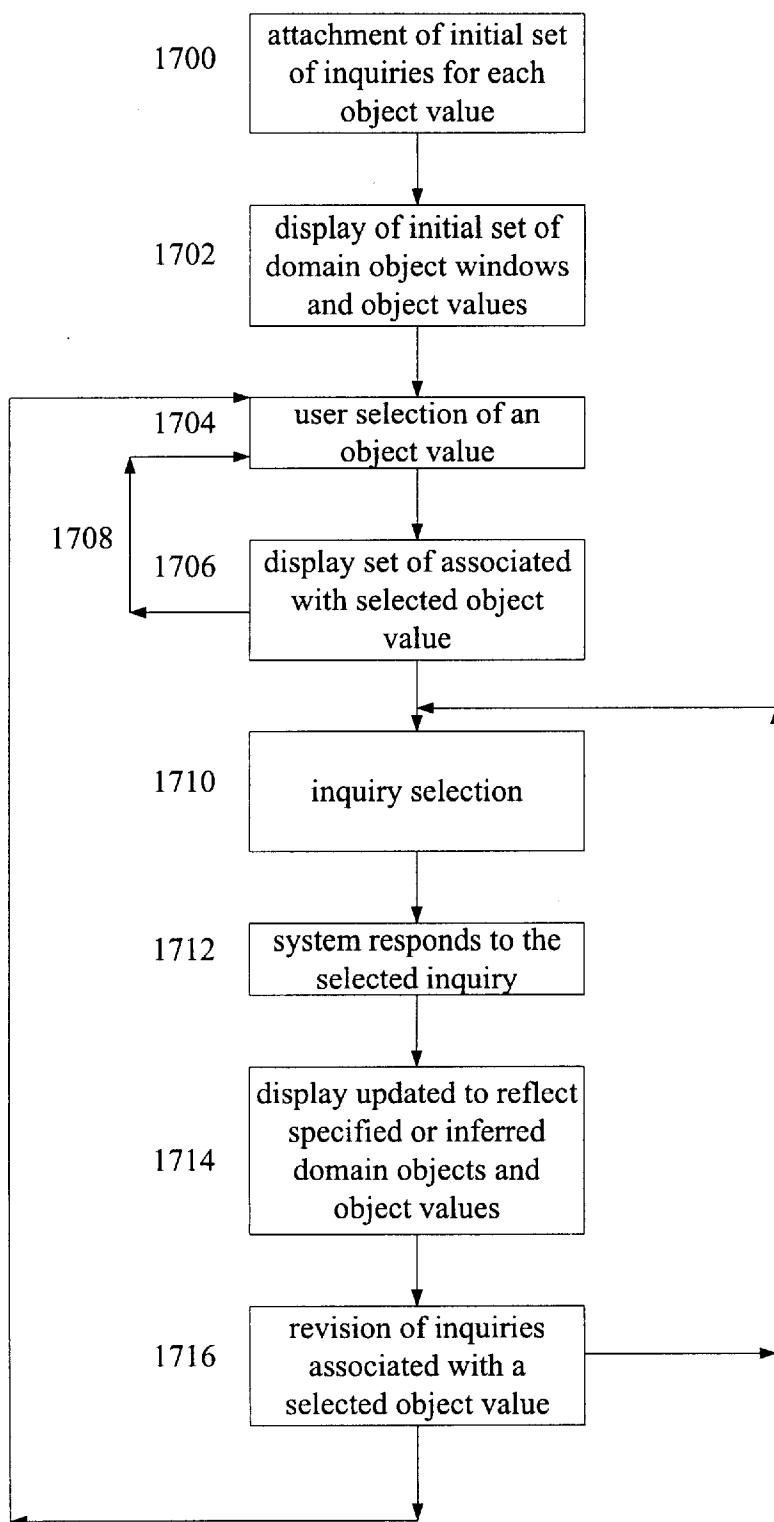 1700
attachment of initial set
of inquiries for each
object value
1702
display of initial set of
domain object windows
and object values
1704
user selection of an
object value
1708
1706
display set of associated
with selected object
value
1710
inquiry selection
1712
system responds to the
selected inquiry
1714
display updated to reflect
specified or inferred
domain objects and
object values
1716
revision of inquiries
associated with a
selected object value